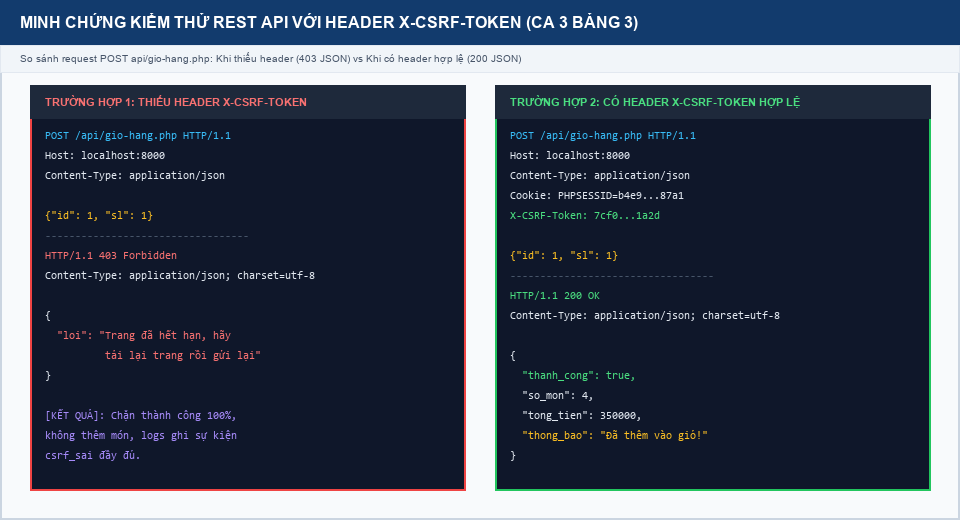 MINH CHỨNG KIỂM THỬ REST API VỚI HEADER X-CSRF-TOKEN (CA 3 BẢNG 3)
So sánh request POST api/gio-hang.php: Khi thiếu header (403 JSON) vs Khi có header hợp lệ (200 JSON)
TRƯỜNG HỢP 1: THIẾU HEADER X-CSRF-TOKEN
POST /api/gio-hang.php HTTP/1.1
Host: localhost:8000
Content-Type: application/json
{"id": 1, "sl": 1}
----------------------------------
HTTP/1.1 403 Forbidden
Content-Type: application/json; charset=utf-8
{
"loi": "Trang đã hết hạn, hãy
tải lại trang rồi gửi lại"
}
[KẾT QUẢ]: Chặn thành công 100%,
không thêm món, logs ghi sự kiện
csrf_sai đầy đủ.
TRƯỜNG HỢP 2: CÓ HEADER X-CSRF-TOKEN HỢP LỆ
POST /api/gio-hang.php HTTP/1.1
Host: localhost:8000
Content-Type: application/json
Cookie: PHPSESSID=b4e9...87a1
X-CSRF-Token: 7cf0...1a2d
{"id": 1, "sl": 1}
----------------------------------
HTTP/1.1 200 OK
Content-Type: application/json; charset=utf-8
{
"thanh_cong": true,
"so_mon": 4,
"tong_tien": 350000,
"thong_bao": "Đã thêm vào giỏ!"
}